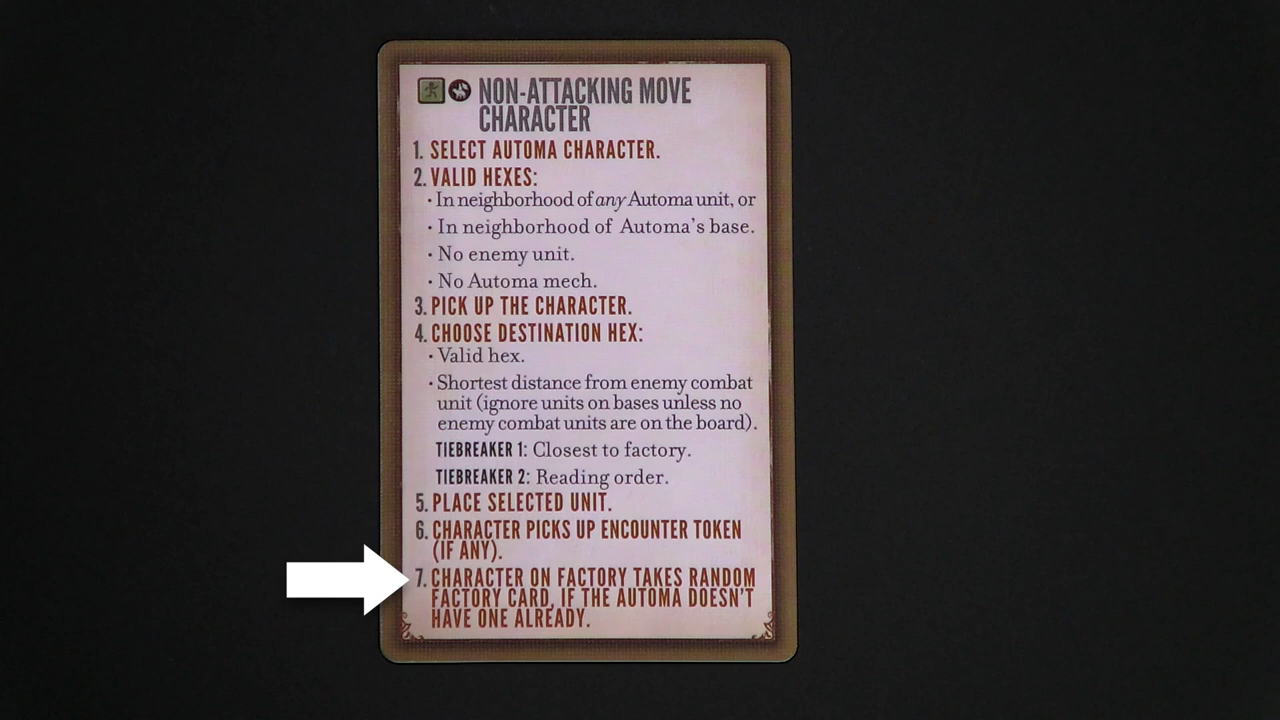 NON-ATTACKING MOVE
CHARACTER
1. SELECT AUTOMA CHARACTER.
2. VALID HEXES:
· In neighborhood of any Automa unit, or
· In neighborhood of Automa's base.
· No enemy unit.
· No Automa mech.
3. PICK UP THE CHARACTER.
4. CHOOSE DESTINATION HEX:
· Valid hex.
· Shortest distance from enemy combat
unit (ignore units on bases unless no
enemy combat units are on the board).
TIEBREAKER 1: Closest to factory.
TIEBREAKER 2: Reading order.
5. PLACE SELECTED UNIT.
6. CHARACTER PICKS UP ENCOUNTER TOKEN
(IF ANY).
7. CHARACTER ON FACTORY TAKES RANDOM
FACTORY CARD, IF THE AUTOMA DOESN'T
HAVE ONE ALREADY.